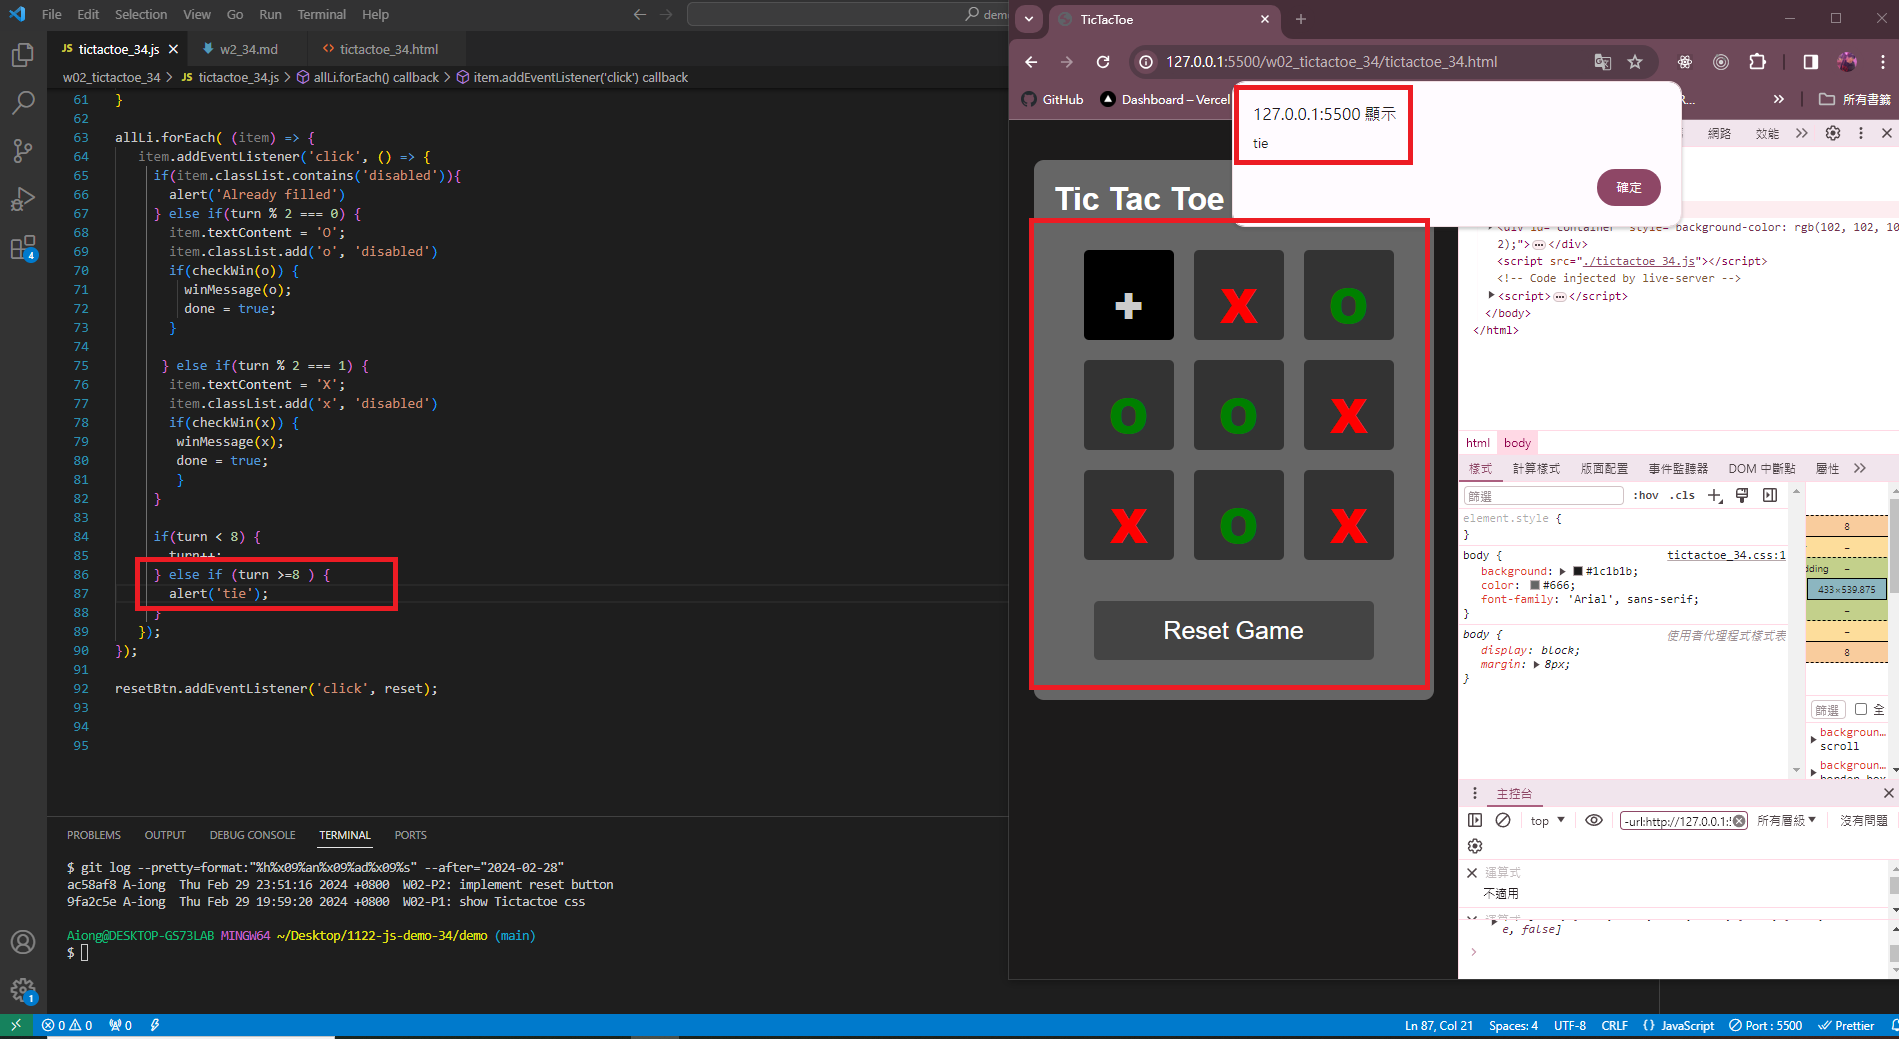 File Edit Selection View Go Run Terminal Help
JS tictactoe_34.js
w2_34.md
tictactoe_34.html
w02_tictactoe_34 > JS tictactoe_34.js > allLi.forEach() callback > item.addEventListener('click') callback
61 }
62
63 allLi.forEach( (item) => {
64 item.addEventListener('click', () => {
65 if(item.classList.contains('disabled')){
66 alert('Already filled')
67 } else if(turn % 2 === 0) {
68 item.textContent = 'O';
69 item.classList.add('o', 'disabled')
70 if(checkWin(o)) {
71 winMessage(o);
72 done = true;
73 }
74
75 } else if(turn % 2 === 1) {
76 item.textContent = 'X';
77 item.classList.add('x', 'disabled')
78 if(checkWin(x)) {
79 winMessage(x);
80 done = true;
81 }
82 }
83
84 if(turn < 8) {
85 turn++;
86 } else if (turn >=8 ) {
87 alert('tie');
88 }
89 });
90 });
91
92 resetBtn.addEventListener('click', reset);
93
94
95
PROBLEMS OUTPUT DEBUG CONSOLE TERMINAL PORTS
$ git log --pretty=format:"%h%x09%an%x09%ad%x09%s" --after="2024-02-28"
ac58af8 A-iong Thu Feb 29 23:51:16 2024 +0800 W02-P2: implement reset button
9fa2c5e A-iong Thu Feb 29 19:59:20 2024 +0800 W02-P1: show Tictactoe css
Aiong@DESKTOP-GS73LAB MINGW64 ~/Desktop/1122-js-demo-34/demo (main)
$
4
1
0 0 0
Ln 87, Col 21 Spaces: 4 UTF-8 CRLF {} JavaScript Port : 5500 Prettier
TicTacToe
127.0.0.1:5500/w02_tictactoe_34/tictactoe_34.html
GitHub
Dashboard – Vercel
所有書籤
127.0.0.1:5500 顯示
tie
確定
Tic Tac Toe
+ X O
O O X
X O X
Reset Game
網路 效能
<div id="container" style="background-color: rgb(102, 102, 10
2);"> </div>
<script src="./tictactoe_34.js"></script>
<!-- Code injected by live-server -->
<script> </script>
</body>
</html>
html body
樣式 計算樣式 版面配置 事件監聽器 DOM 中斷點 屬性
篩選 :hov .cls
element.style {
}
body { tictactoe_34.css:1
background: #1c1b1b;
color: #666;
font-family: 'Arial', sans-serif;
}
body { 使用者代理程式樣式表
display: block;
margin: 8px;
}
8
–
dding –
433×539.875
–
–
8
篩選 全
backgroun…
scroll
backgroun…
border-box
主控台
top
-url:http://127.0.0.1:5
所有層級
沒有問題
運算式
不適用
運算式
e, false]